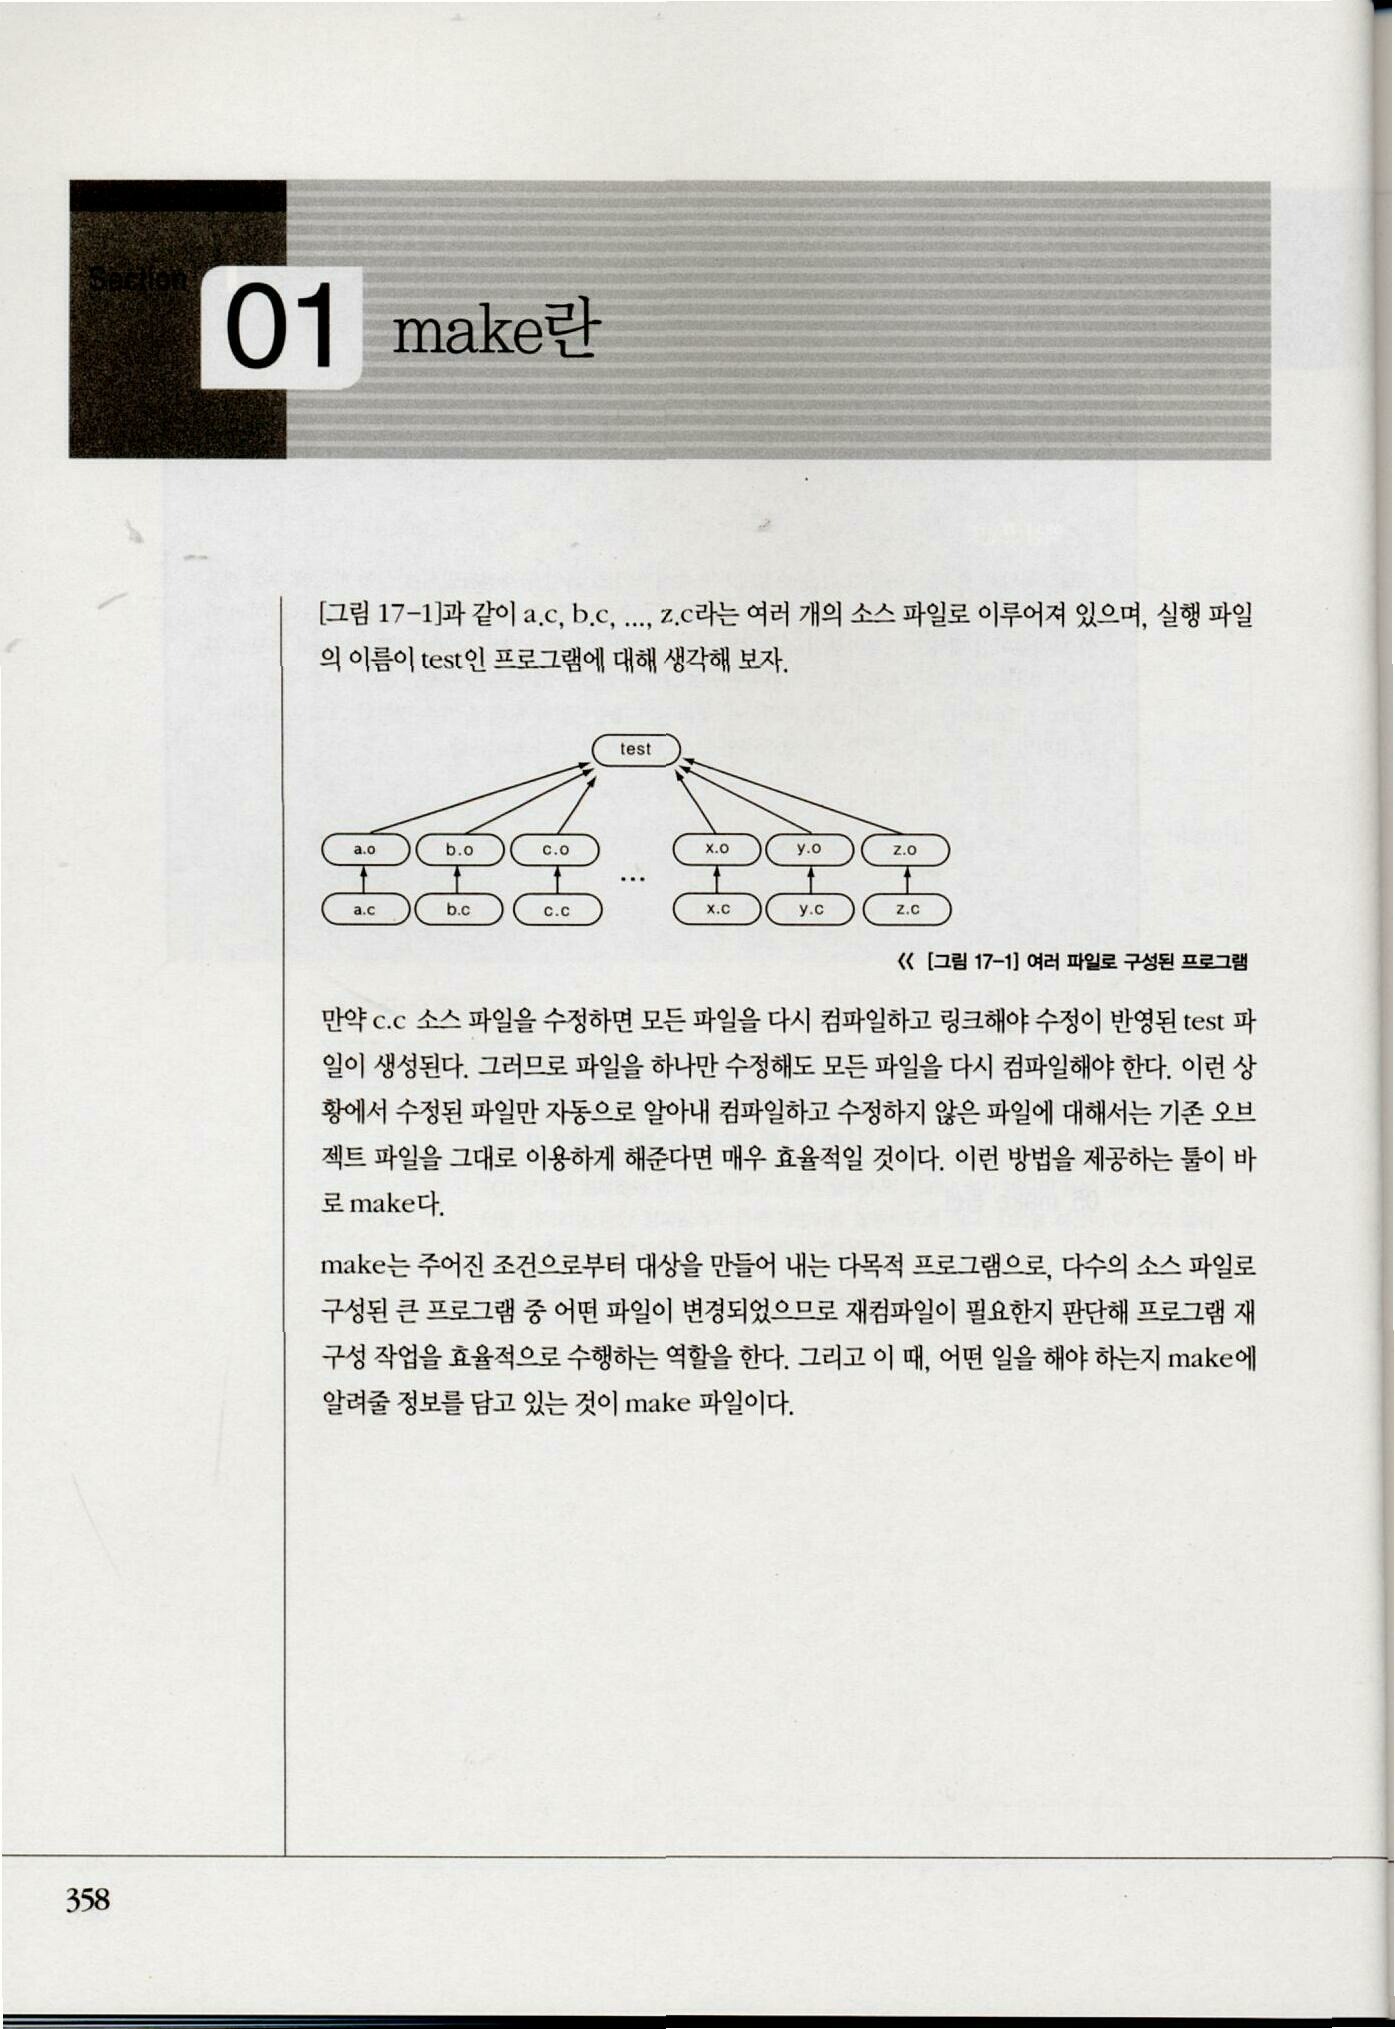 Section
01
make란
[그림 17-1]과 같이 a.c, b.c, ..., z.c라는 여러 개의 소스 파일로 이루어져 있으며, 실행 파일
의 이름이 test인 프로그램에 대해 생각해 보자.
test
a.o b.o c.o x.o y.o z.o
...
a.c b.c c.c x.c y.c z.c
《 [그림 17-1] 여러 파일로 구성된 프로그램
만약 c.c 소스 파일을 수정하면 모든 파일을 다시 컴파일하고 링크해야 수정이 반영된 test 파
일이 생성된다. 그러므로 파일을 하나만 수정해도 모든 파일을 다시 컴파일해야 한다. 이런 상
황에서 수정된 파일만 자동으로 알아내 컴파일하고 수정하지 않은 파일에 대해서는 기존 오브
젝트 파일을 그대로 이용하게 해준다면 매우 효율적일 것이다. 이런 방법을 제공하는 툴이 바
로 make다.
make는 주어진 조건으로부터 대상을 만들어 내는 다목적 프로그램으로, 다수의 소스 파일로
구성된 큰 프로그램 중 어떤 파일이 변경되었으므로 재컴파일이 필요한지 판단해 프로그램 재
구성 작업을 효율적으로 수행하는 역할을 한다. 그리고 이 때, 어떤 일을 해야 하는지 make에
알려줄 정보를 담고 있는 것이 make 파일이다.
358